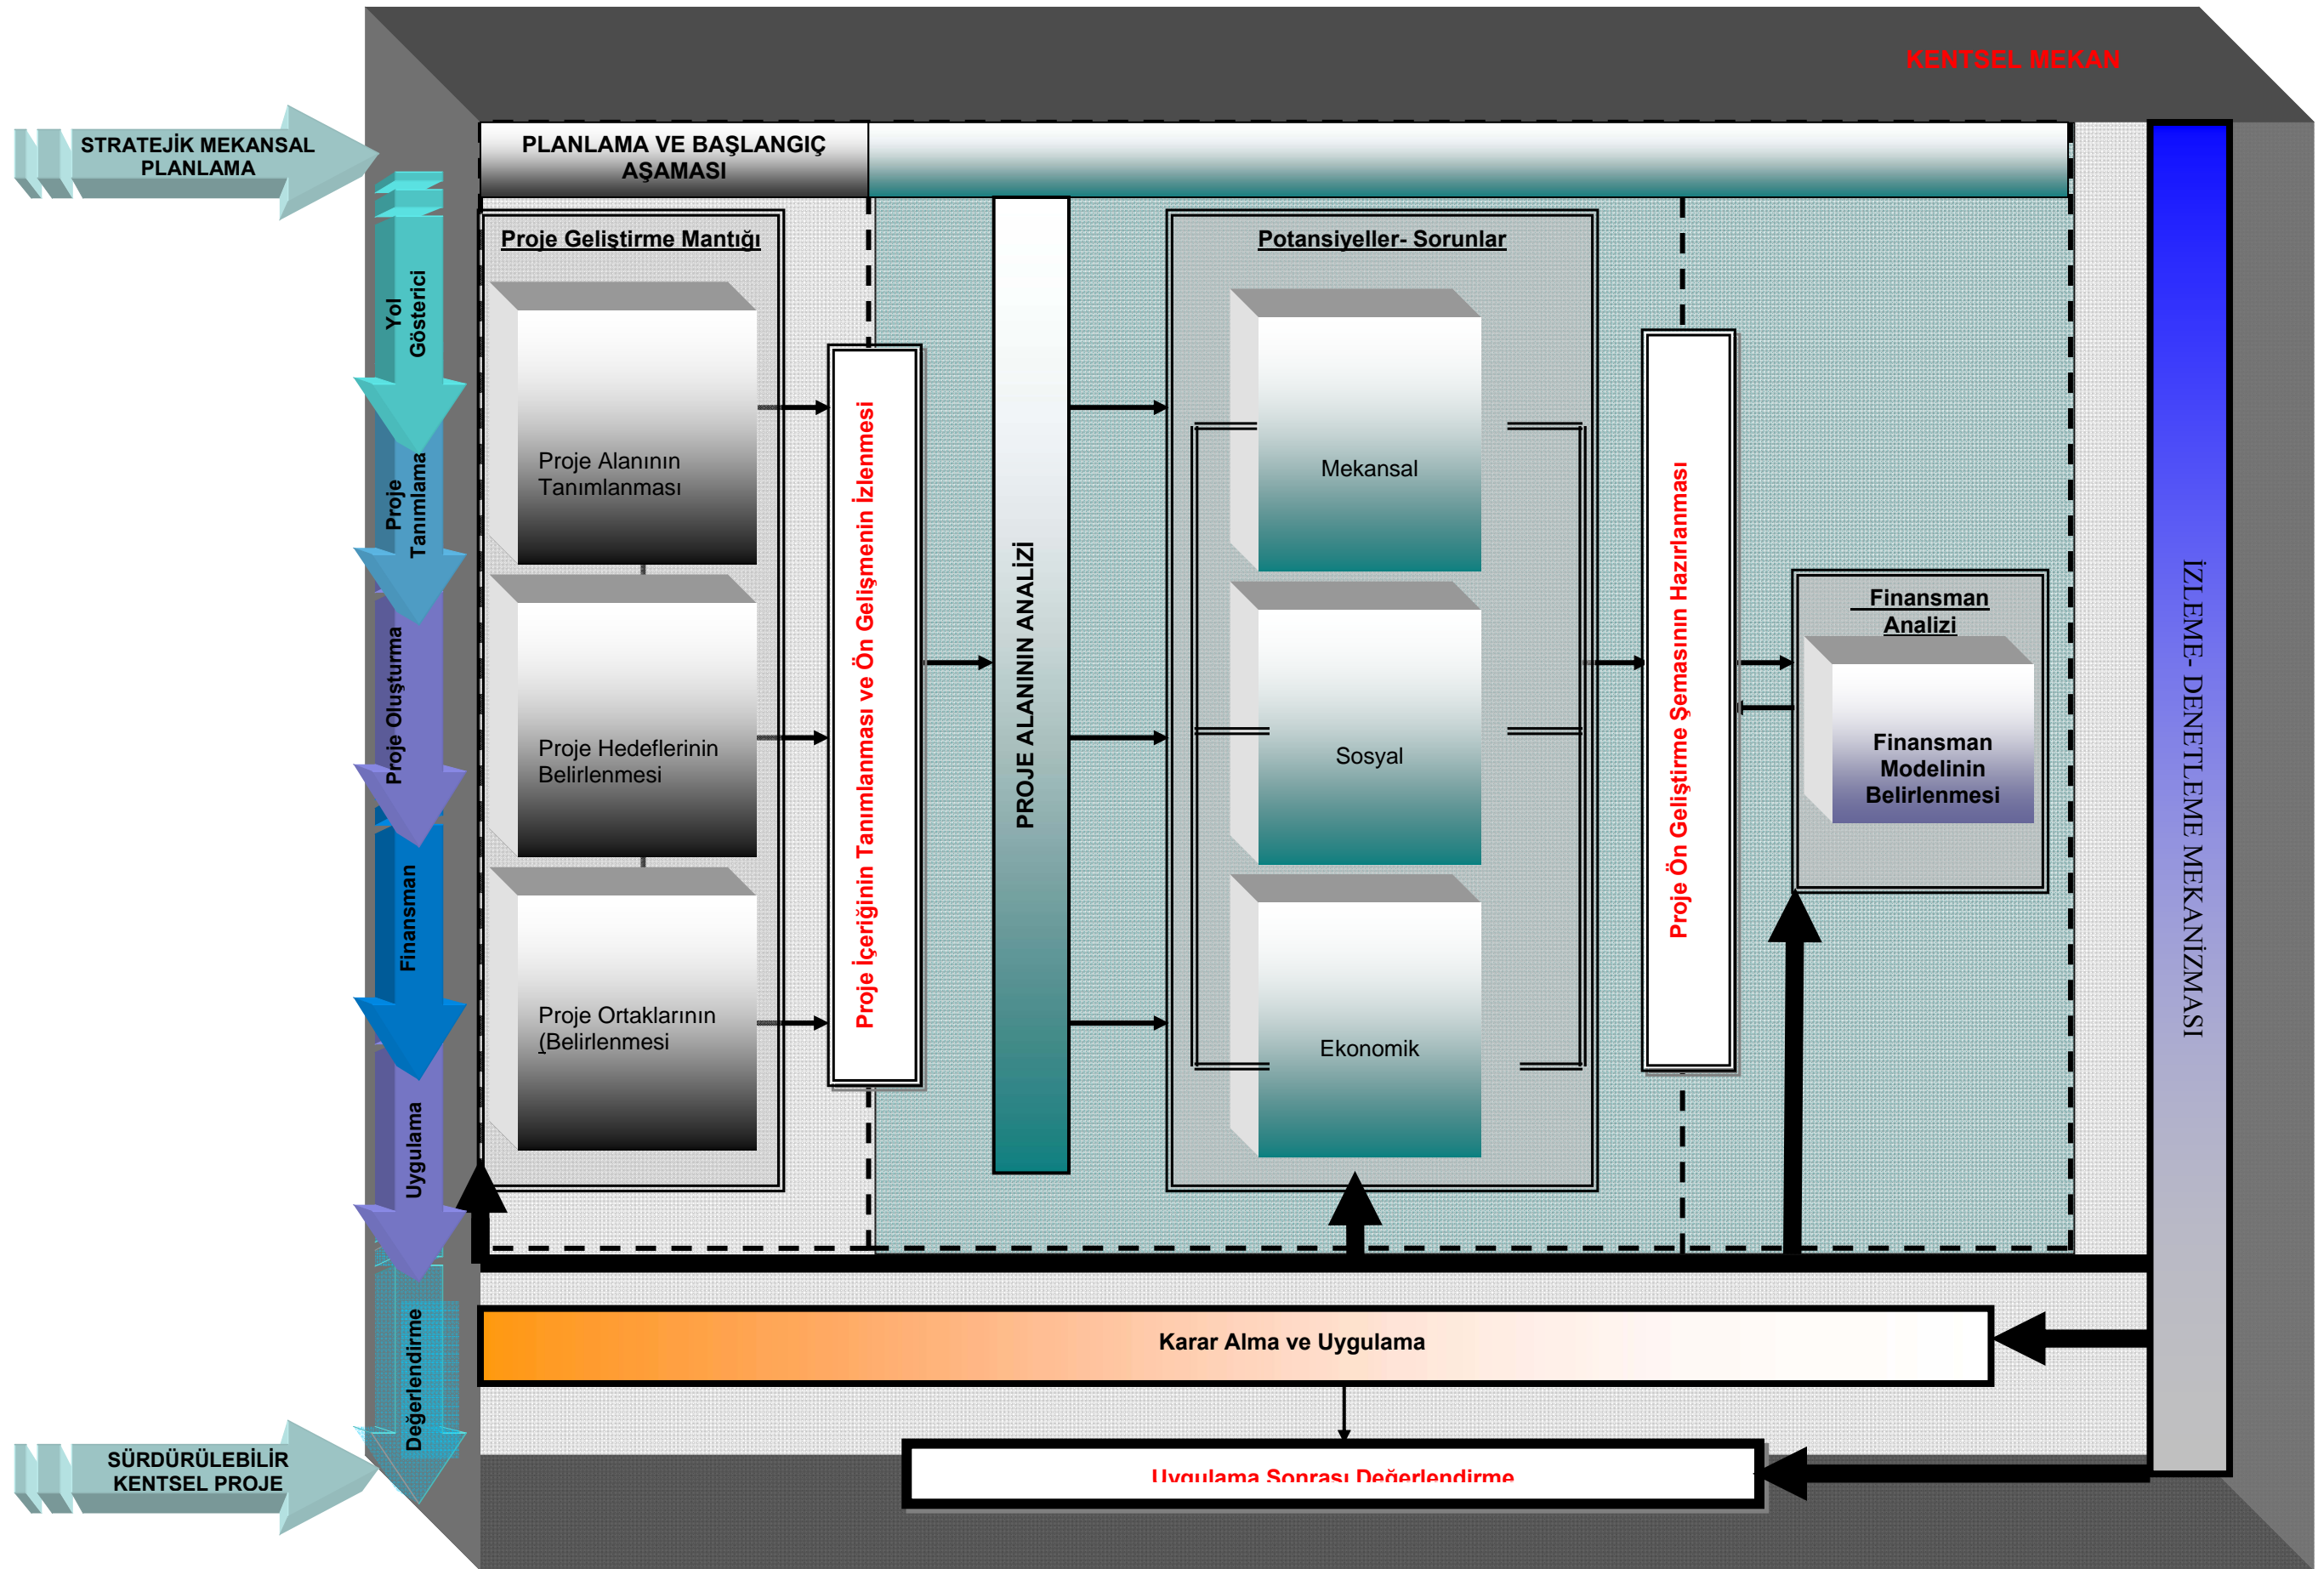 KENTSEL MEKAN
STRATEJİK MEKANSAL
PLANLAMA
PLANLAMA VE BAŞLANGIÇ
AŞAMASI
Yol
Gösterici
Proje
Tanımlama
Proje Oluşturma
Finansman
Uygulama
Değerlendirme
SÜRDÜRÜLEBİLİR
KENTSEL PROJE
Proje Geliştirme Mantığı
Proje Alanının
Tanımlanması
Proje Hedeflerinin
Belirlenmesi
Proje Ortaklarının
(Belirlenmesi
Proje İçeriğinin Tanımlanması ve Ön Gelişmenin İzlenmesi
PROJE ALANININ ANALİZİ
Potansiyeller- Sorunlar
Mekansal
Sosyal
Ekonomik
Proje Ön Geliştirme Şemasının Hazırlanması
Finansman
Analizi
Finansman
Modelinin
Belirlenmesi
İZLEME- DENETLEME MEKANİZMASI
Karar Alma ve Uygulama
Uygulama Sonrası Değerlendirme